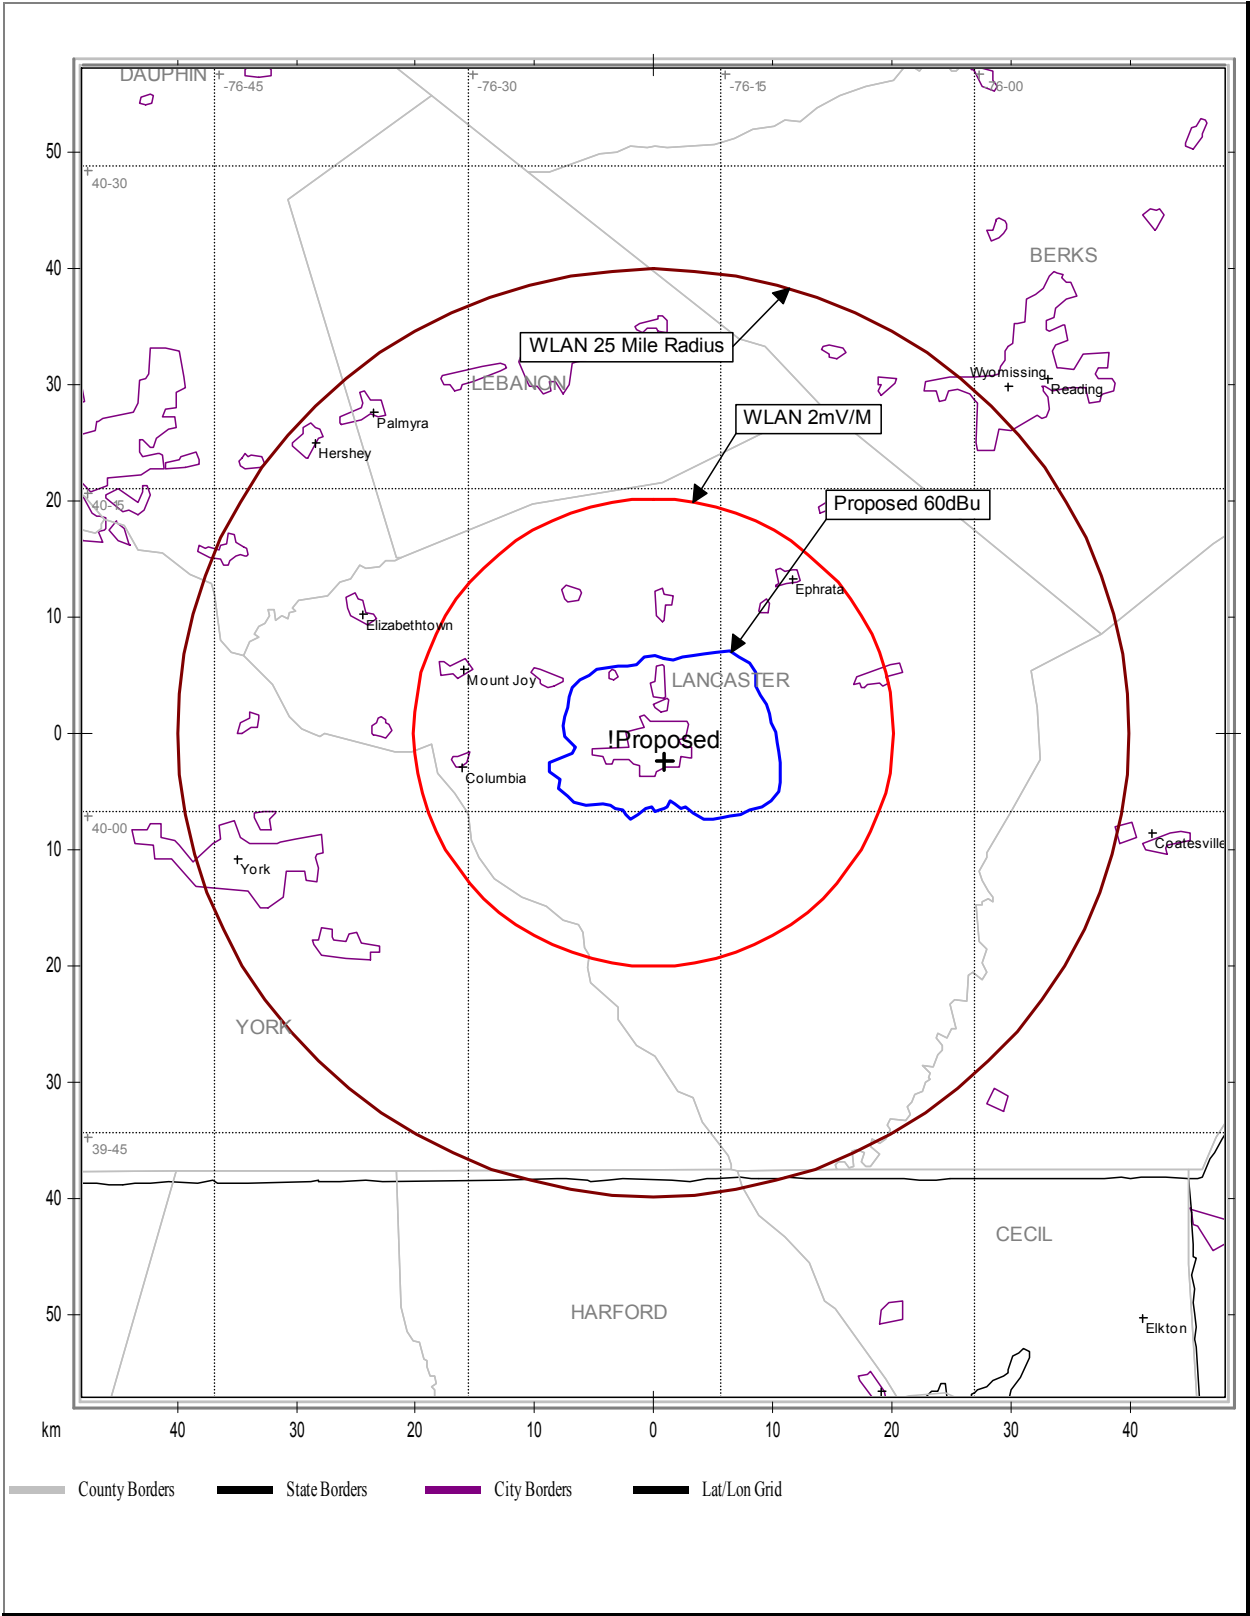 DAUPHIN
-76-45
-76-30
-76-15
76-00
50
40-30
BERKS
40
WLAN 25 Mile Radius
30
LEBANON
Wyomissing
Reading
Palmyra
WLAN 2mV/M
Hershey
20
40-15
Proposed 60dBu
Ephrata
10
Elizabethtown
Mount Joy
LANCASTER
0
!Proposed
Columbia
40-00
10
York
Coatesville
20
YORK
30
39-45
40
CECIL
50
HARFORD
Elkton
km
40
30
20
10
0
10
20
30
40
County Borders
State Borders
City Borders
Lat/Lon Grid